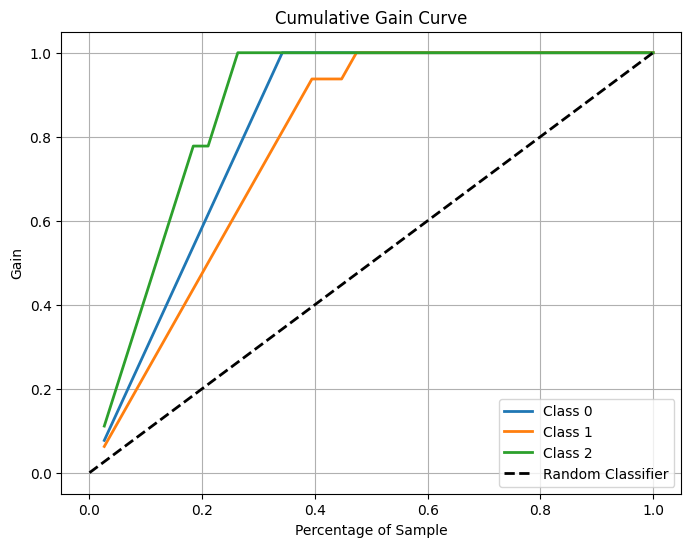 Cumulative Gain Curve
1.0
0.8
0.6
0.4
0.2
0.0
Gain
0.0 0.2 0.4 0.6 0.8 1.0
Percentage of Sample
Class 0
Class 1
Class 2
Random Classifier